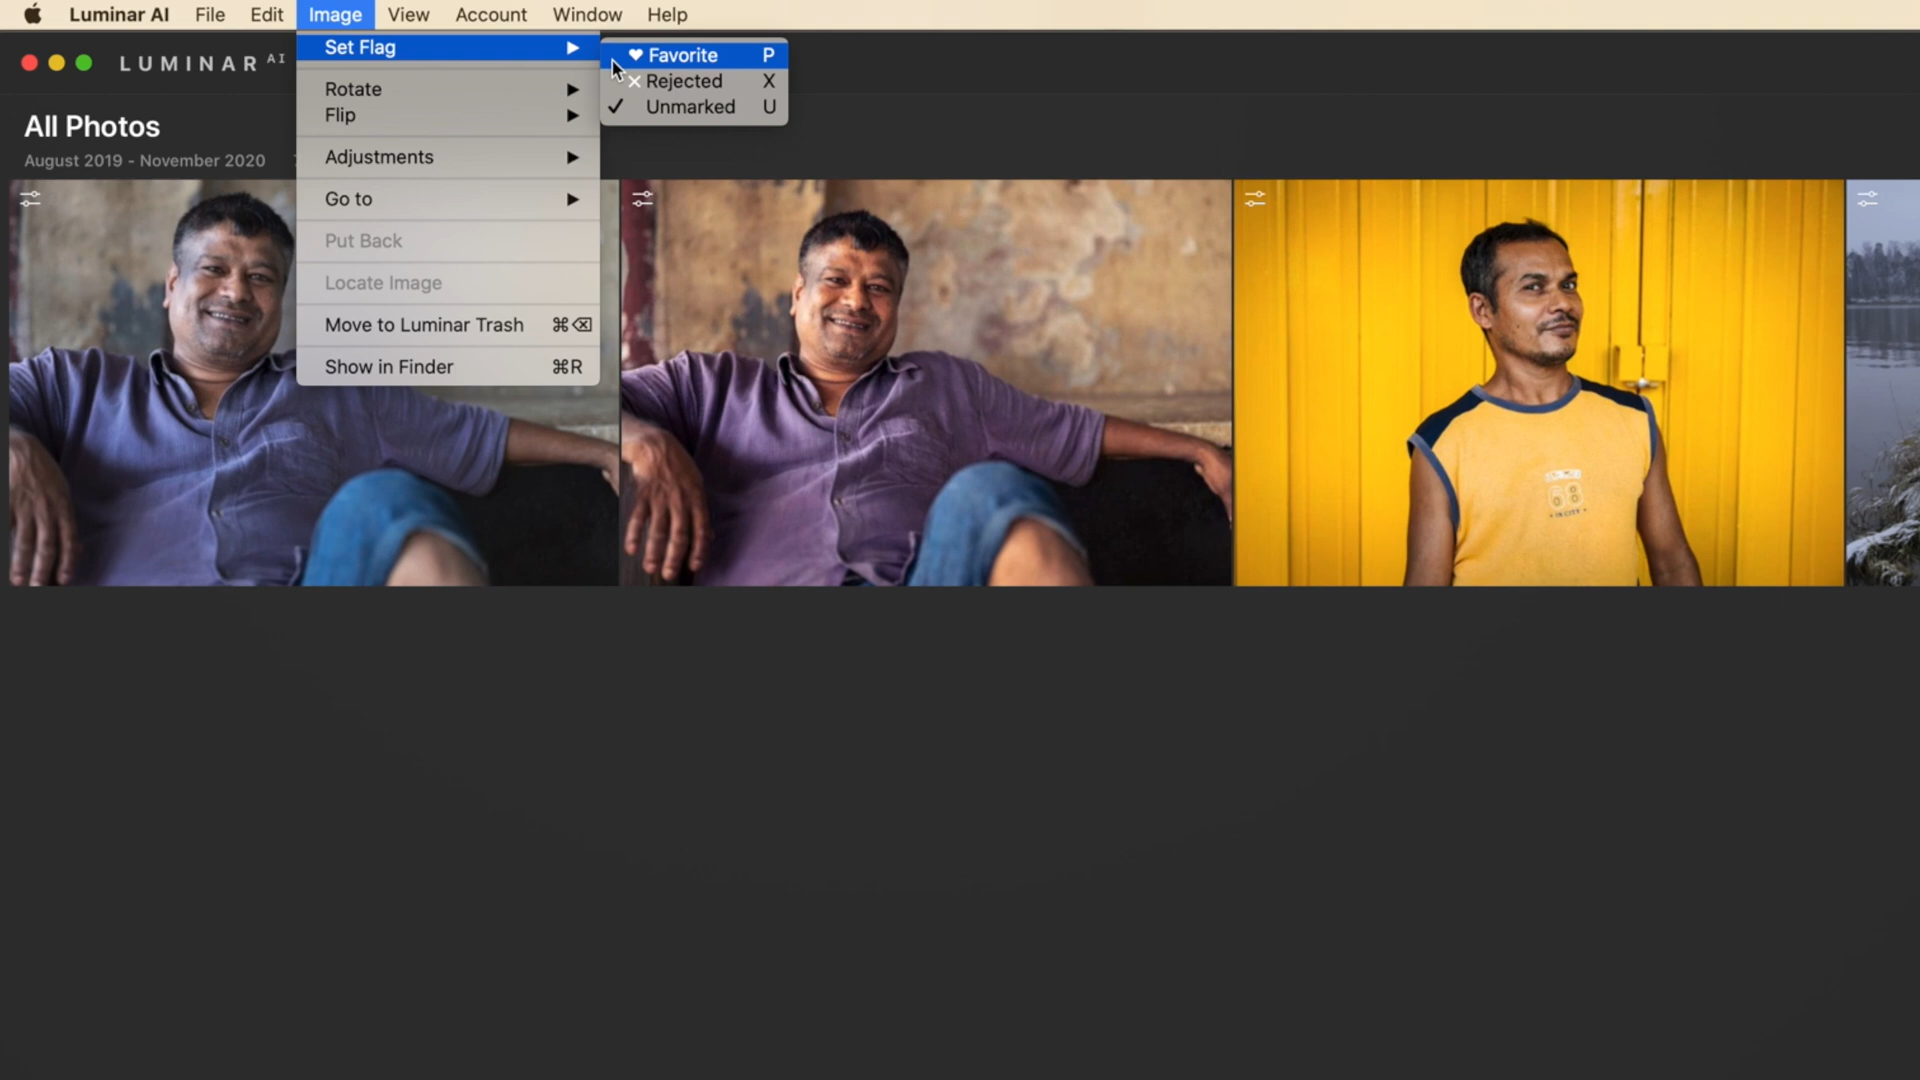 Luminar AI File Edit Image View Account Window Help
LUMINAR AI
Set Flag
Rotate
Flip
Adjustments
Go to
Put Back
Locate Image
Move to Luminar Trash ⌘⌫
Show in Finder ⌘R
♥ Favorite P
× Rejected X
✓ Unmarked U
All Photos
August 2019 - November 2020
68